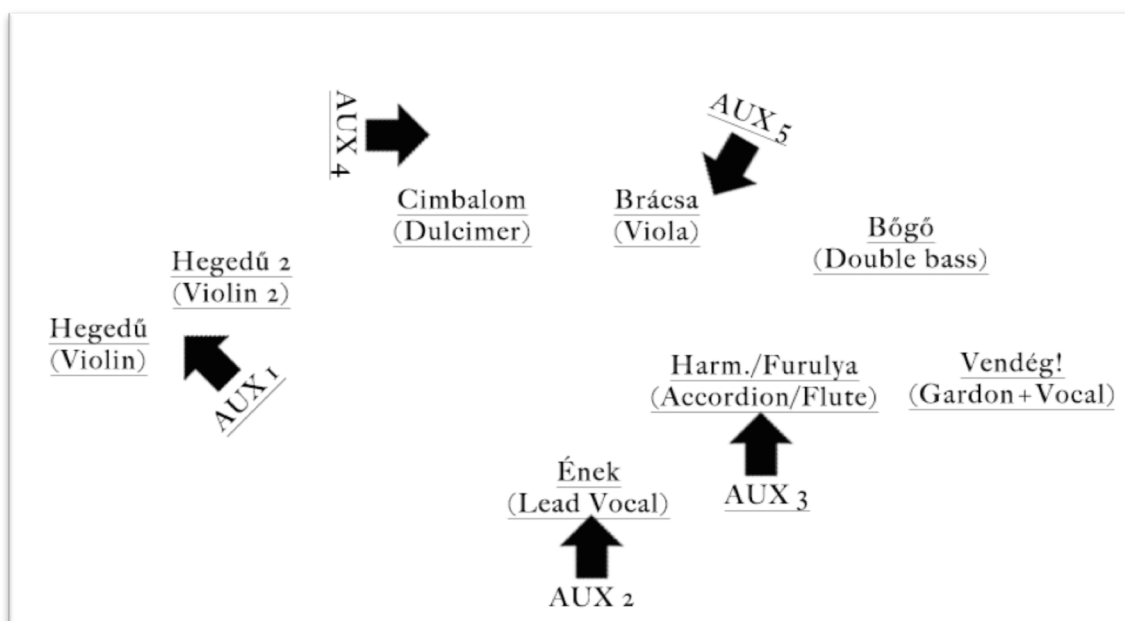 AUX 4
AUX 5
Cimbalom
(Dulcimer)
Brácsa
(Viola)
Bőgő
(Double bass)
Hegedű 2
(Violin 2)
Hegedű
(Violin)
AUX 1
Harm./Furulya
(Accordion/Flute)
Vendég!
(Gardon+Vocal)
Ének
(Lead Vocal)
AUX 3
AUX 2